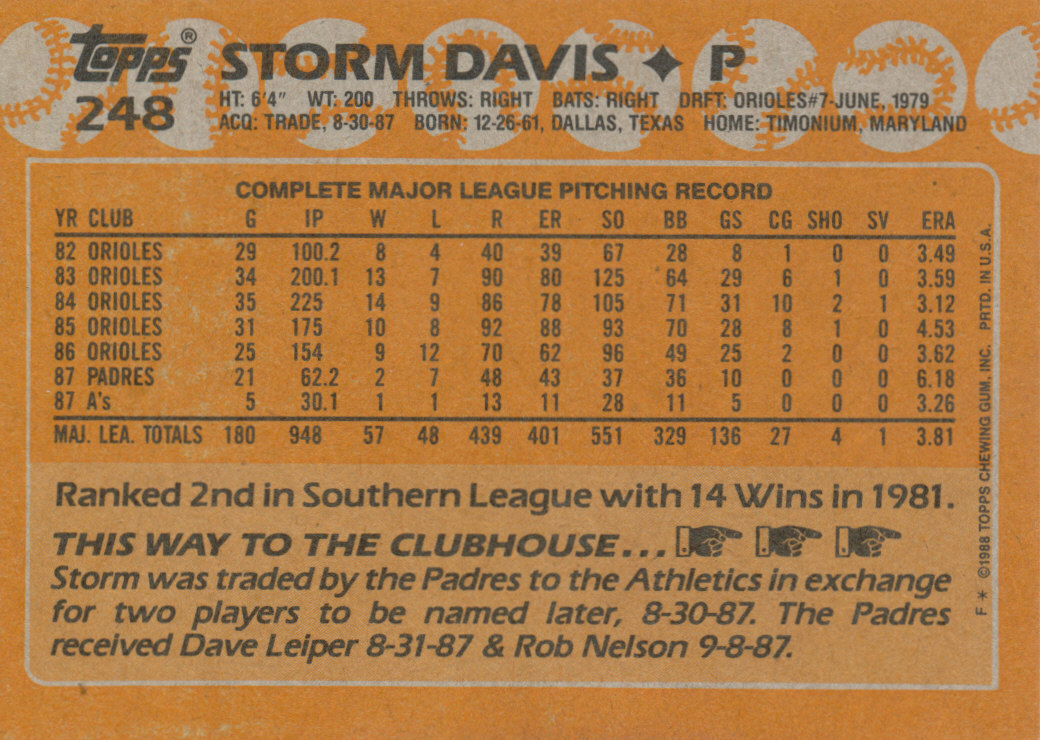 topps® STORM DAVIS ✦ P
248
HT: 6'4" WT: 200 THROWS: RIGHT BATS: RIGHT DRFT: ORIOLES#7-JUNE, 1979
ACQ: TRADE, 8-30-87 BORN: 12-26-61, DALLAS, TEXAS HOME: TIMONIUM, MARYLAND
COMPLETE MAJOR LEAGUE PITCHING RECORD
YR CLUB G IP W L R ER SO BB GS CG SHO SV ERA
82 ORIOLES 29 100.2 8 4 40 39 67 28 8 1 0 0 3.49
83 ORIOLES 34 200.1 13 7 90 80 125 64 29 6 1 0 3.59
84 ORIOLES 35 225 14 9 86 78 105 71 31 10 2 1 3.12
85 ORIOLES 31 175 10 8 92 88 93 70 28 8 1 0 4.53
86 ORIOLES 25 154 9 12 70 62 96 49 25 2 0 0 3.62
87 PADRES 21 62.2 2 7 48 43 37 36 10 0 0 0 6.18
87 A's 5 30.1 1 1 13 11 28 11 5 0 0 0 3.26
MAJ. LEA. TOTALS 180 948 57 48 439 401 551 329 136 27 4 1 3.81
Ranked 2nd in Southern League with 14 Wins in 1981.
THIS WAY TO THE CLUBHOUSE...
Storm was traded by the Padres to the Athletics in exchange
for two players to be named later, 8-30-87. The Padres
received Dave Leiper 8-31-87 & Rob Nelson 9-8-87.
F* ©1988 TOPPS CHEWING GUM, INC. PRTD. IN U.S.A.